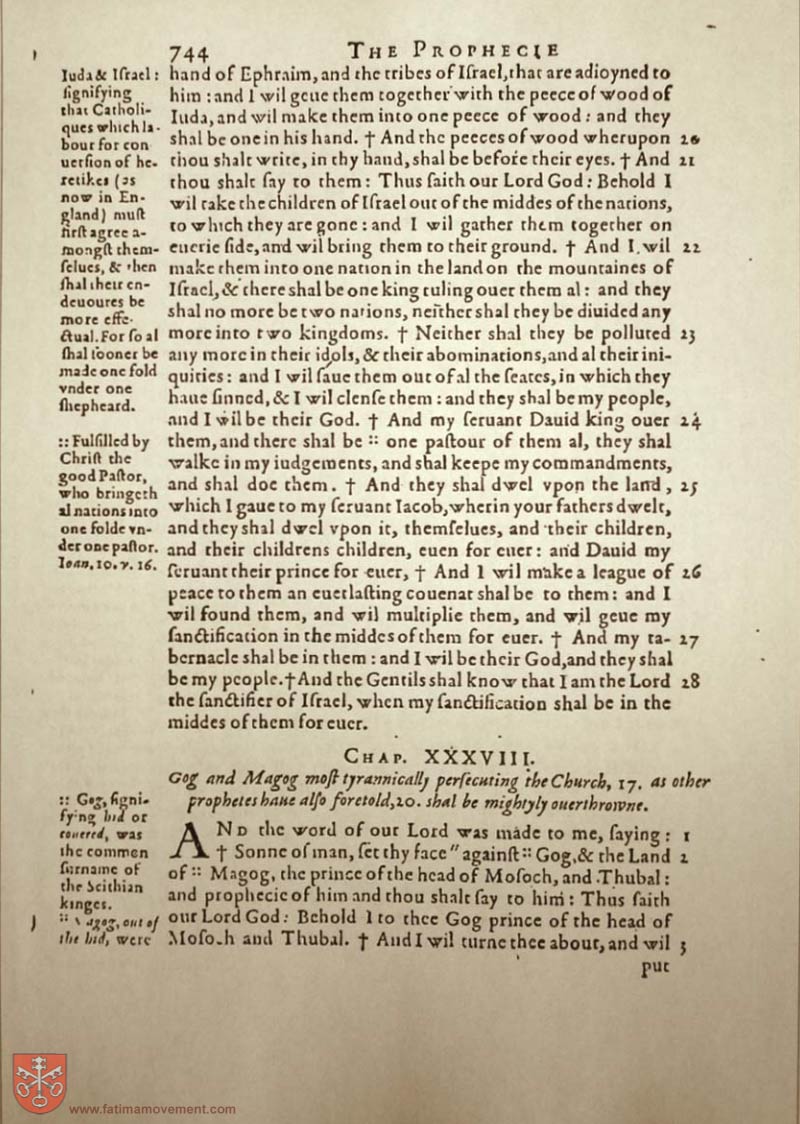 744 THE PROPHECIE
Iuda & Iſrael:
ſignifying
that Catholi-
ques which la-
bour for con
uerſion of he-
retikes (as
now in En-
gland) muſt
firſt agree a-
mongſt them-
ſelues, & then
ſhal their en-
deuoures be
more effe-
ctual. For ſo al
ſhal ſooner be
made one fold
vnder one
ſhepheard.
:: Fulfilled by
Chriſt the
good Paſtor,
who bringeth
al nations into
one folde vn-
der one paſtor.
Ioan. 10. v. 16.
hand of Ephraim, and the tribes of Iſrael, that are adioyned to
him: and I wil geue them together with the peece of wood of
Iuda, and wil make them into one peece of wood: and they
ſhal be one in his hand. † And the peeces of wood wherupon 20
thou shalt write, in thy hand, ſhal be before their eyes. † And 21
thou shalt ſay to them: Thus ſaith our Lord God: Behold I
wil take the children of Iſrael out of the middes of the nations,
to which they are gone: and I wil gather them together on
euerie ſide, and wil bring them to their ground. † And I wil 22
make them into one nation in the land on the mountaines of
Iſrael, & there shal be one king ruling ouer them al: and they
shal no more be two nations, neither shal they be diuided any
more into two kingdoms. † Neither shal they be polluted 23
any more in their idols, & their abominations, and al their ini-
quities: and I wil ſaue them out of al the ſeates, in which they
haue ſinned, & I wil clenſe them: and they shal be my people,
and I wil be their God. † And my ſeruant Dauid king ouer 24
them, and there shal be :: one paſtour of them al, they shal
walke in my iudgements, and shal keepe my commandments,
and shal doe them. † And they shal dwel vpon the land, 25
which I gaue to my ſeruant Iacob, wherin your fathers dwelt,
and they shal dwel vpon it, themſelues, and their children,
and their childrens children, euen for euer: and Dauid my
ſeruant their prince for euer, † And I wil make a league of 26
peace to them an euerlaſting couenat shal be to them: and I
wil found them, and wil multiplie them, and wil geue my
ſanctification in the middes of them for euer. † And my ta- 27
bernacle shal be in them: and I wil be their God, and they shal
be my people. † And the Gentils shal know that I am the Lord 28
the ſanctifier of Iſrael, when my ſanctification shal be in the
middes of them for euer.
CHAP. XXXVIII.
Gog and Magog moſt tyrannically perſecuting the Church, 17. as other
prophetes haue alſo foretold, 20. shal be mightyly ouerthrowne.
:: Gog, ſigni-
fying hid or
couered, was
the common
ſurname of
the Scithian
kinges.
:: Magog, out of
the hid, were
AND the word of our Lord was made to me, ſaying: 1
† Sonne of man, ſet thy face " againſt :: Gog, & the Land 2
of :: Magog, the prince of the head of Moſoch, and Thubal:
and prophecie of him and thou shalt ſay to him: Thus ſaith
our Lord God: Behold I to thee Gog prince of the head of
Moſoch and Thubal. † And I wil turne thee about, and wil 3
put
www.fatimamovement.com